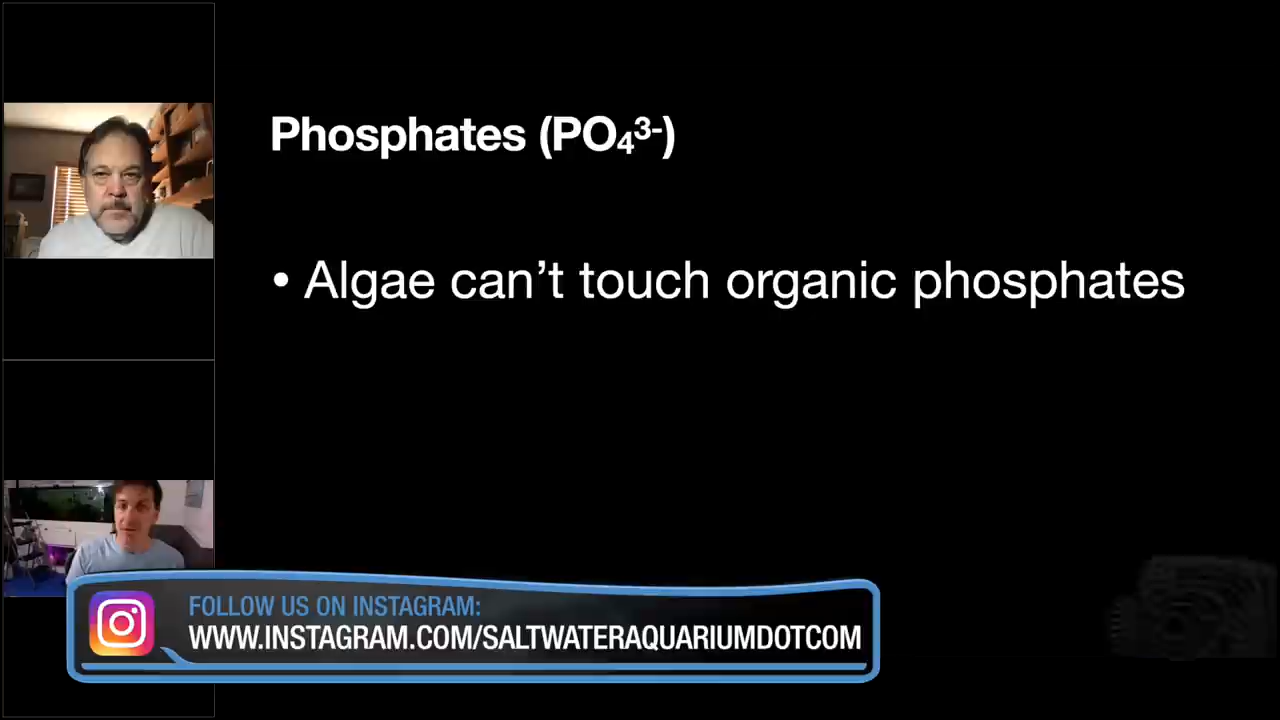 Phosphates (PO₄³⁻)
• Algae can’t touch organic phosphates
FOLLOW US ON INSTAGRAM:
WWW.INSTAGRAM.COM/SALTWATERAQUARIUMDOTCOM